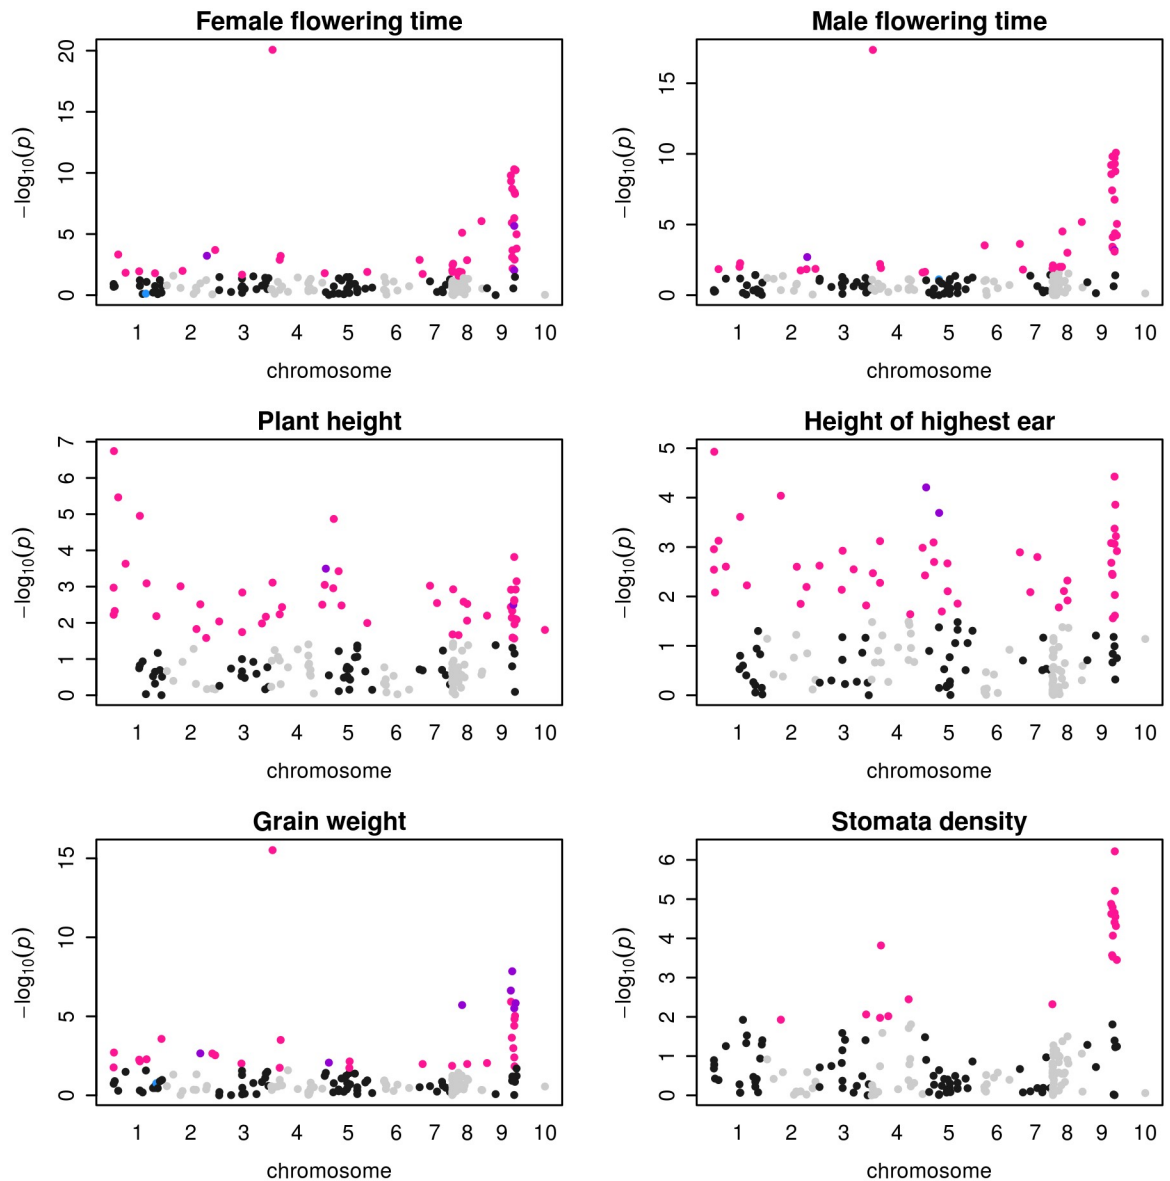 Female flowering time
−log10(p)
0 5 10 15 20
1 2 3 4 5 6 7 8 9 10
chromosome
Male flowering time
−log10(p)
0 5 10 15
1 2 3 4 5 6 7 8 9 10
chromosome
Plant height
−log10(p)
0 1 2 3 4 5 6 7
1 2 3 4 5 6 7 8 9 10
chromosome
Height of highest ear
−log10(p)
0 1 2 3 4 5
1 2 3 4 5 6 7 8 9 10
chromosome
Grain weight
−log10(p)
0 5 10 15
1 2 3 4 5 6 7 8 9 10
chromosome
Stomata density
−log10(p)
0 1 2 3 4 5 6
1 2 3 4 5 6 7 8 9 10
chromosome